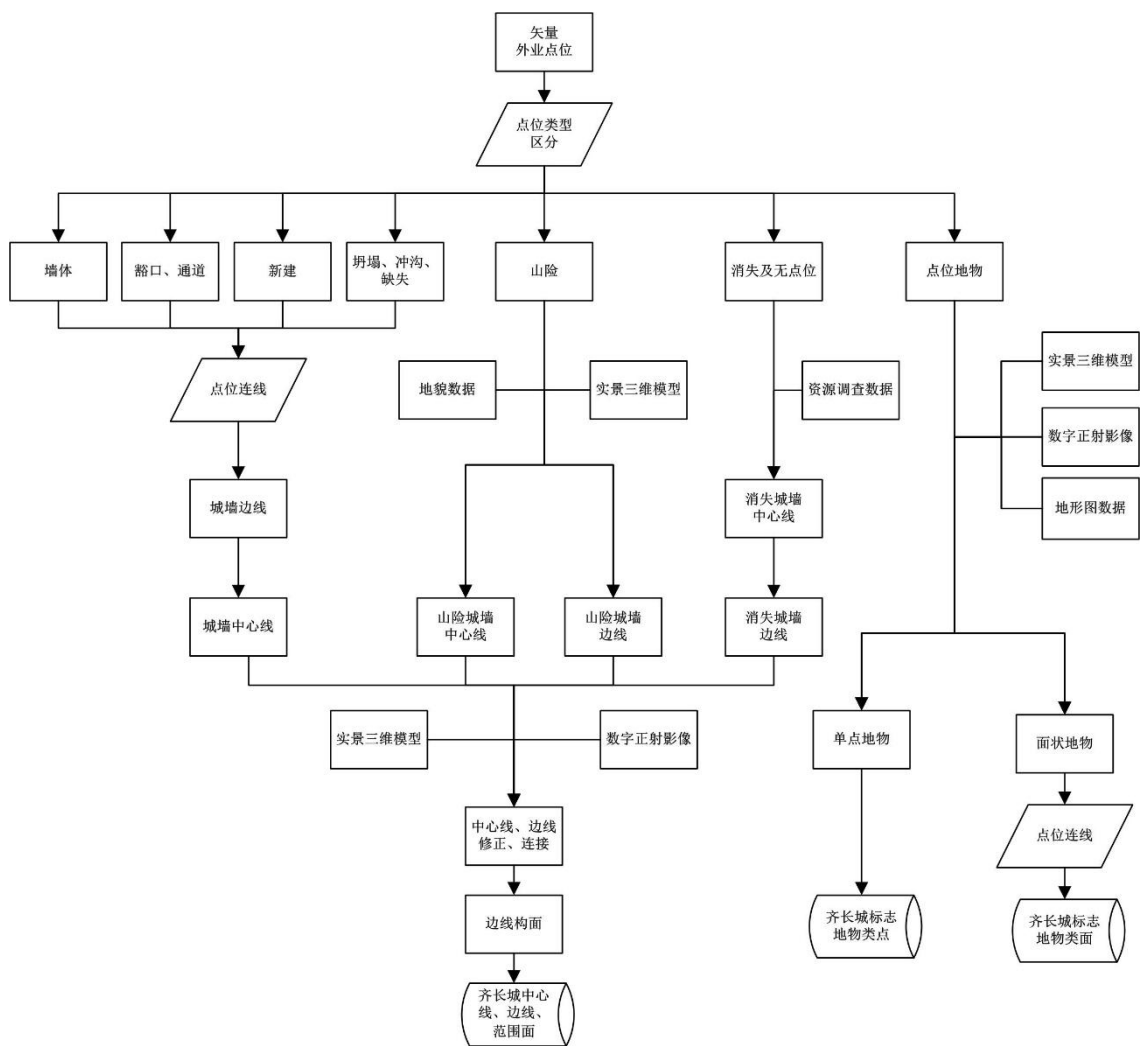 矢量
外业点位
点位类型
区分
墙体
豁口、通道
新建
坍塌、冲沟、
缺失
山险
消失及无点位
点位地物
点位连线
地貌数据
实景三维模型
资源调查数据
实景三维模型
数字正射影像
地形图数据
城墙边线
消失城墙
中心线
城墙中心线
山险城墙
中心线
山险城墙
边线
消失城墙
边线
实景三维模型
数字正射影像
单点地物
面状地物
中心线、边线
修正、连接
点位连线
边线构面
齐长城标志
地物类点
齐长城标志
地物类面
齐长城中心
线、边线、
范围面